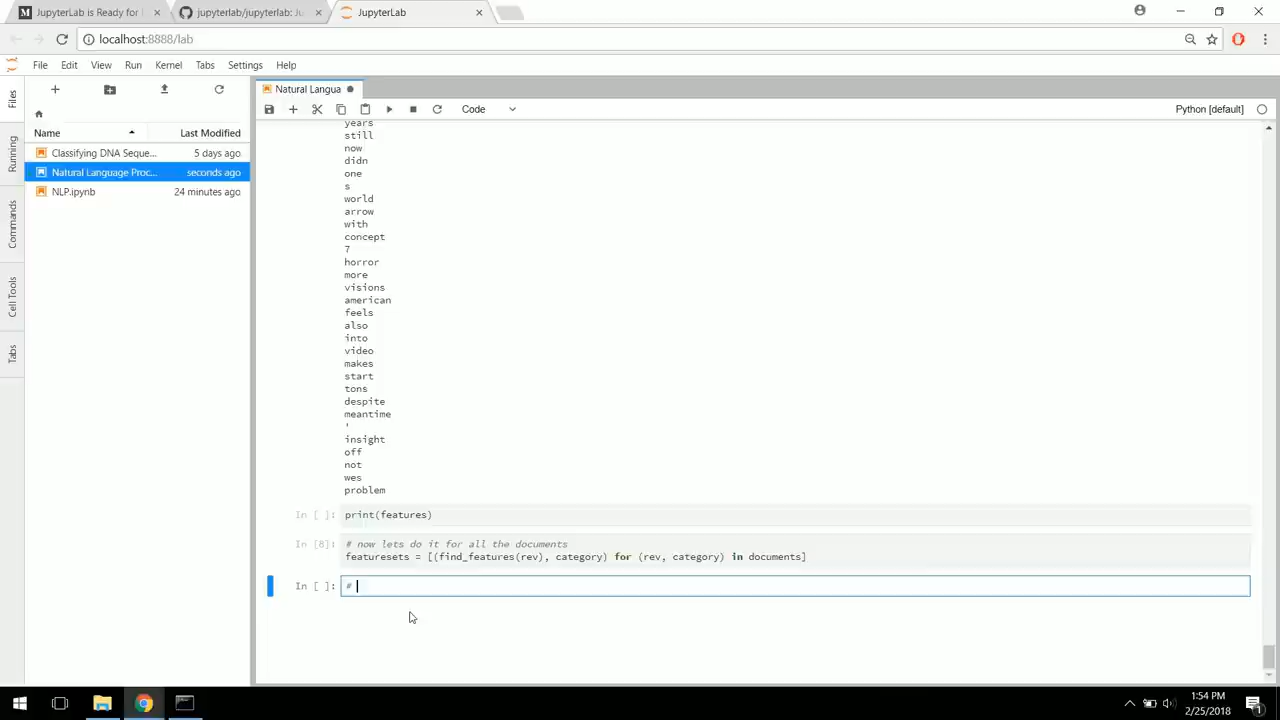 JupyterLab is Ready for
jupyterlab/jupyterlab: Ju
JupyterLab
localhost:8888/lab
File Edit View Run Kernel Tabs Settings Help
Files
Running
Commands
Cell Tools
Tabs
Name Last Modified
Classifying DNA Seque... 5 days ago
Natural Language Proc... seconds ago
NLP.ipynb 24 minutes ago
Natural Langua
Code
Python [default]
years
still
now
didn
one
s
world
arrow
with
concept
7
horror
more
visions
american
feels
also
into
video
makes
start
tons
despite
meantime
'
insight
off
not
wes
problem
In [ ]: print(features)
In [8]: # now lets do it for all the documents
featuresets = [(find_features(rev), category) for (rev, category) in documents]
In [ ]: #
1:54 PM
2/25/2018
1